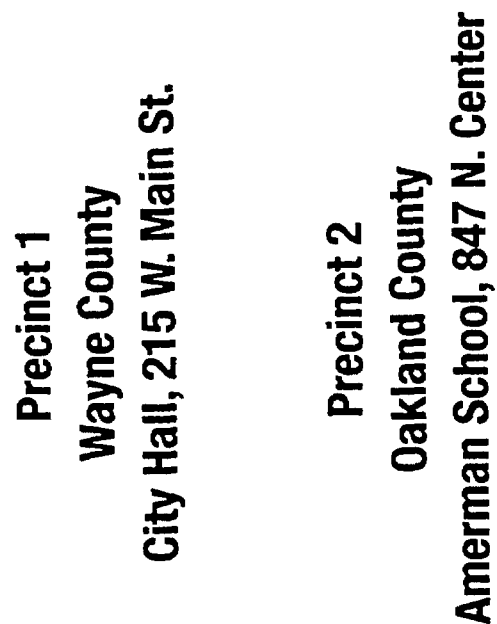 Precinct 1
Wayne County
City Hall, 215 W. Main St.
Precinct 2
Oakland County
Amerman School, 847 N. Center